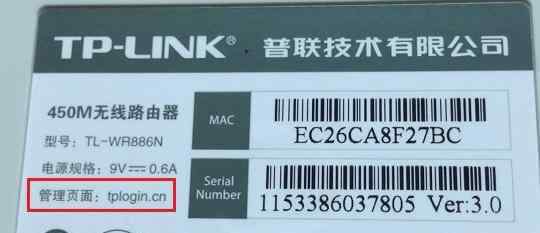 TP-LINK® 普联技术有限公司
450M无线路由器
型号：TL-WR886N
电源规格：9V⎓0.6A
管理页面：tplogin.cn
MAC
EC26CA8F27BC
Serial
Number
1153386037805 Ver:3.0